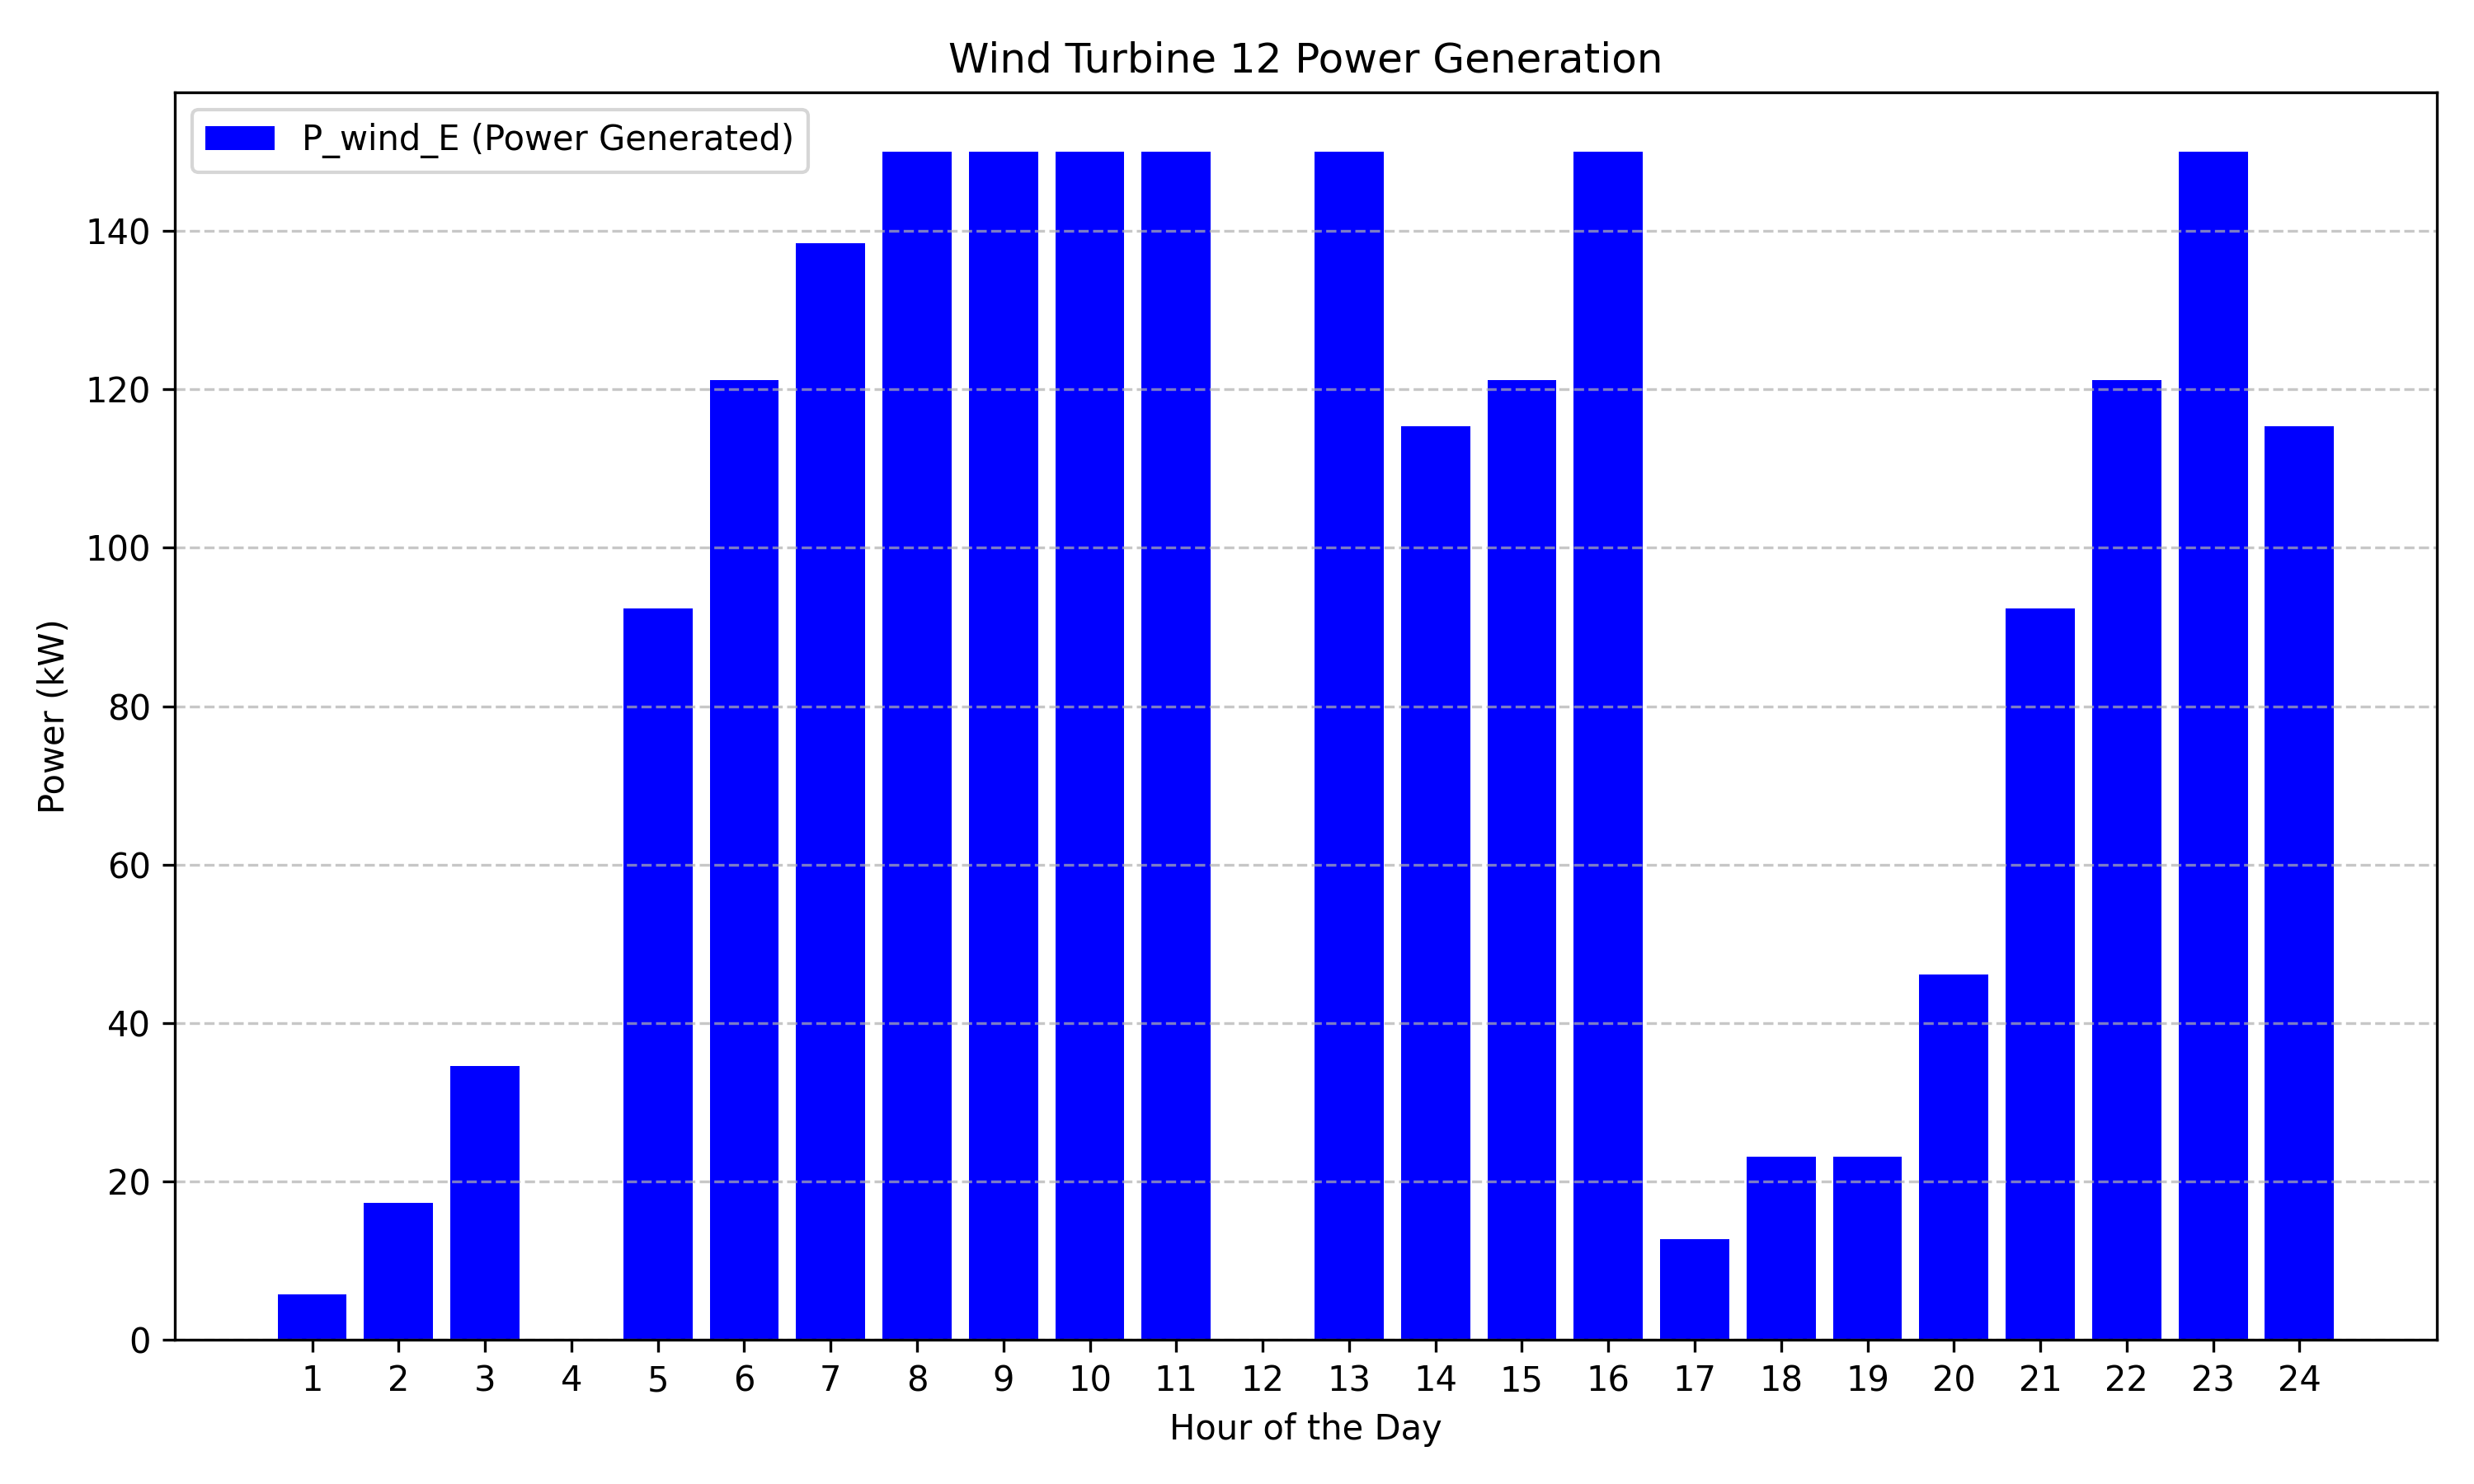 Wind Turbine 12 Power Generation
P_wind_E (Power Generated)
140
120
100
80
60
40
20
0
Power (kW)
1 2 3 4 5 6 7 8 9 10 11 12 13 14 15 16 17 18 19 20 21 22 23 24
Hour of the Day